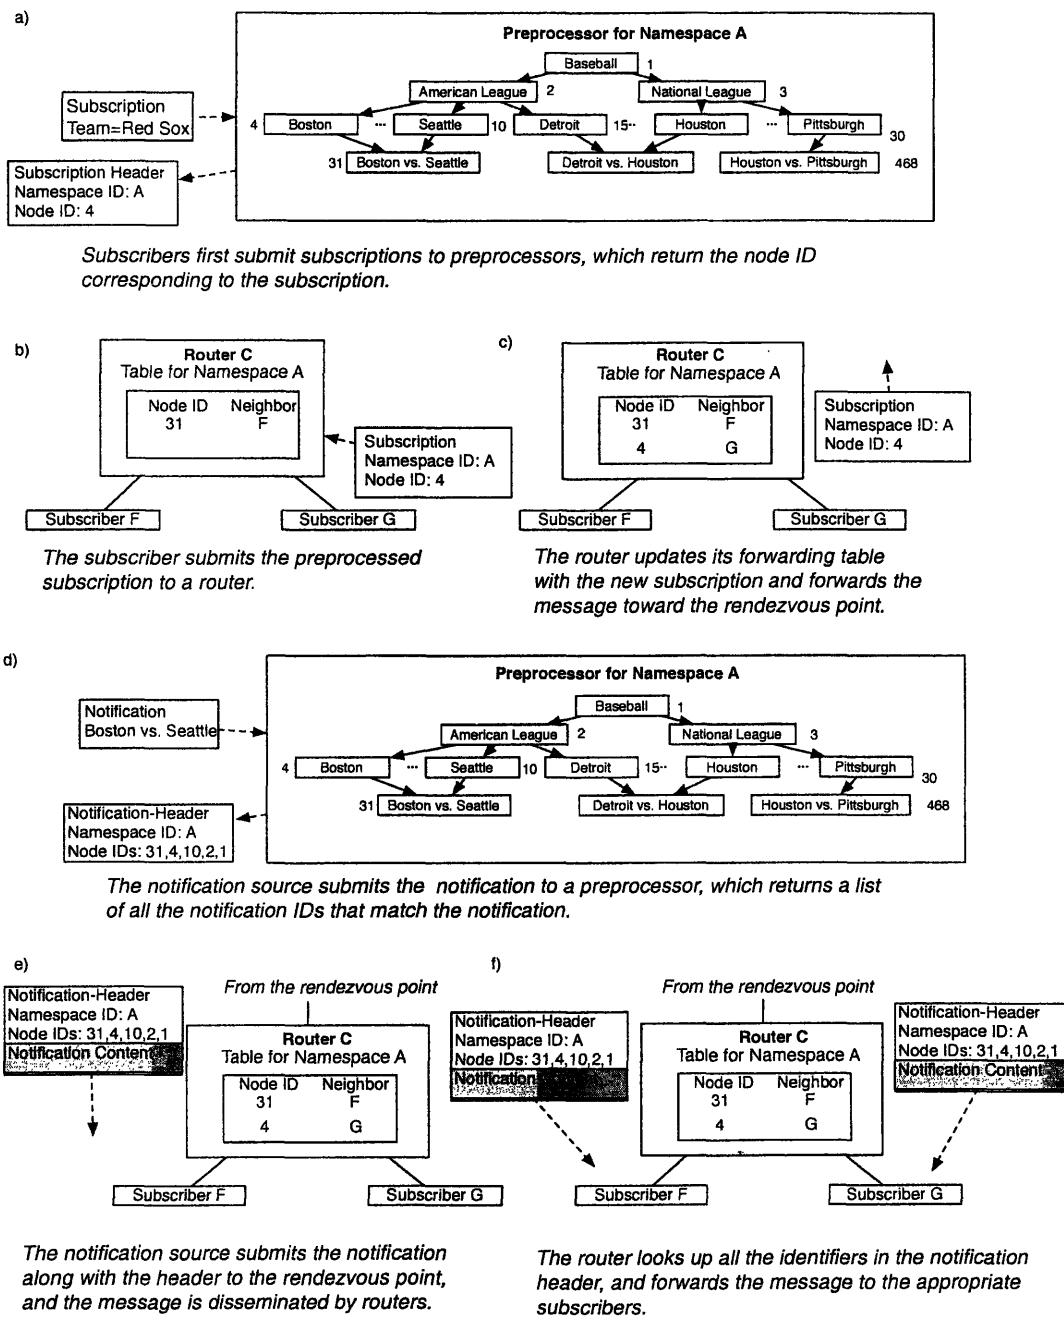 a)
Preprocessor for Namespace A
Baseball 1
American League 2 National League 3
Subscription
Team=Red Sox
4 Boston ... Seattle 10 Detroit 15·· Houston ... Pittsburgh 30
31 Boston vs. Seattle Detroit vs. Houston Houston vs. Pittsburgh 468
Subscription Header
Namespace ID: A
Node ID: 4
Subscribers first submit subscriptions to preprocessors, which return the node ID
corresponding to the subscription.
b)
Router C
Table for Namespace A
Node ID Neighbor
31 F
Subscription
Namespace ID: A
Node ID: 4
Subscriber F Subscriber G
The subscriber submits the preprocessed
subscription to a router.
c)
Router C
Table for Namespace A
Node ID Neighbor
31 F
4 G
Subscription
Namespace ID: A
Node ID: 4
Subscriber F Subscriber G
The router updates its forwarding table
with the new subscription and forwards the
message toward the rendezvous point.
d)
Preprocessor for Namespace A
Notification
Boston vs. Seattle
Baseball 1
American League 2 National League 3
4 Boston ... Seattle 10 Detroit 15·· Houston ... Pittsburgh 30
31 Boston vs. Seattle Detroit vs. Houston Houston vs. Pittsburgh 468
Notification-Header
Namespace ID: A
Node IDs: 31,4,10,2,1
The notification source submits the notification to a preprocessor, which returns a list
of all the notification IDs that match the notification.
e)
Notification-Header
Namespace ID: A
Node IDs: 31,4,10,2,1
Notification Content
From the rendezvous point
Router C
Table for Namespace A
Node ID Neighbor
31 F
4 G
Subscriber F Subscriber G
The notification source submits the notification
along with the header to the rendezvous point,
and the message is disseminated by routers.
f)
From the rendezvous point
Notification-Header
Namespace ID: A
Node IDs: 31,4,10,2,1
Notification
Router C
Table for Namespace A
Node ID Neighbor
31 F
4 G
Notification-Header
Namespace ID: A
Node IDs: 31,4,10,2,1
Notification Content
Subscriber F Subscriber G
The router looks up all the identifiers in the notification
header, and forwards the message to the appropriate
subscribers.